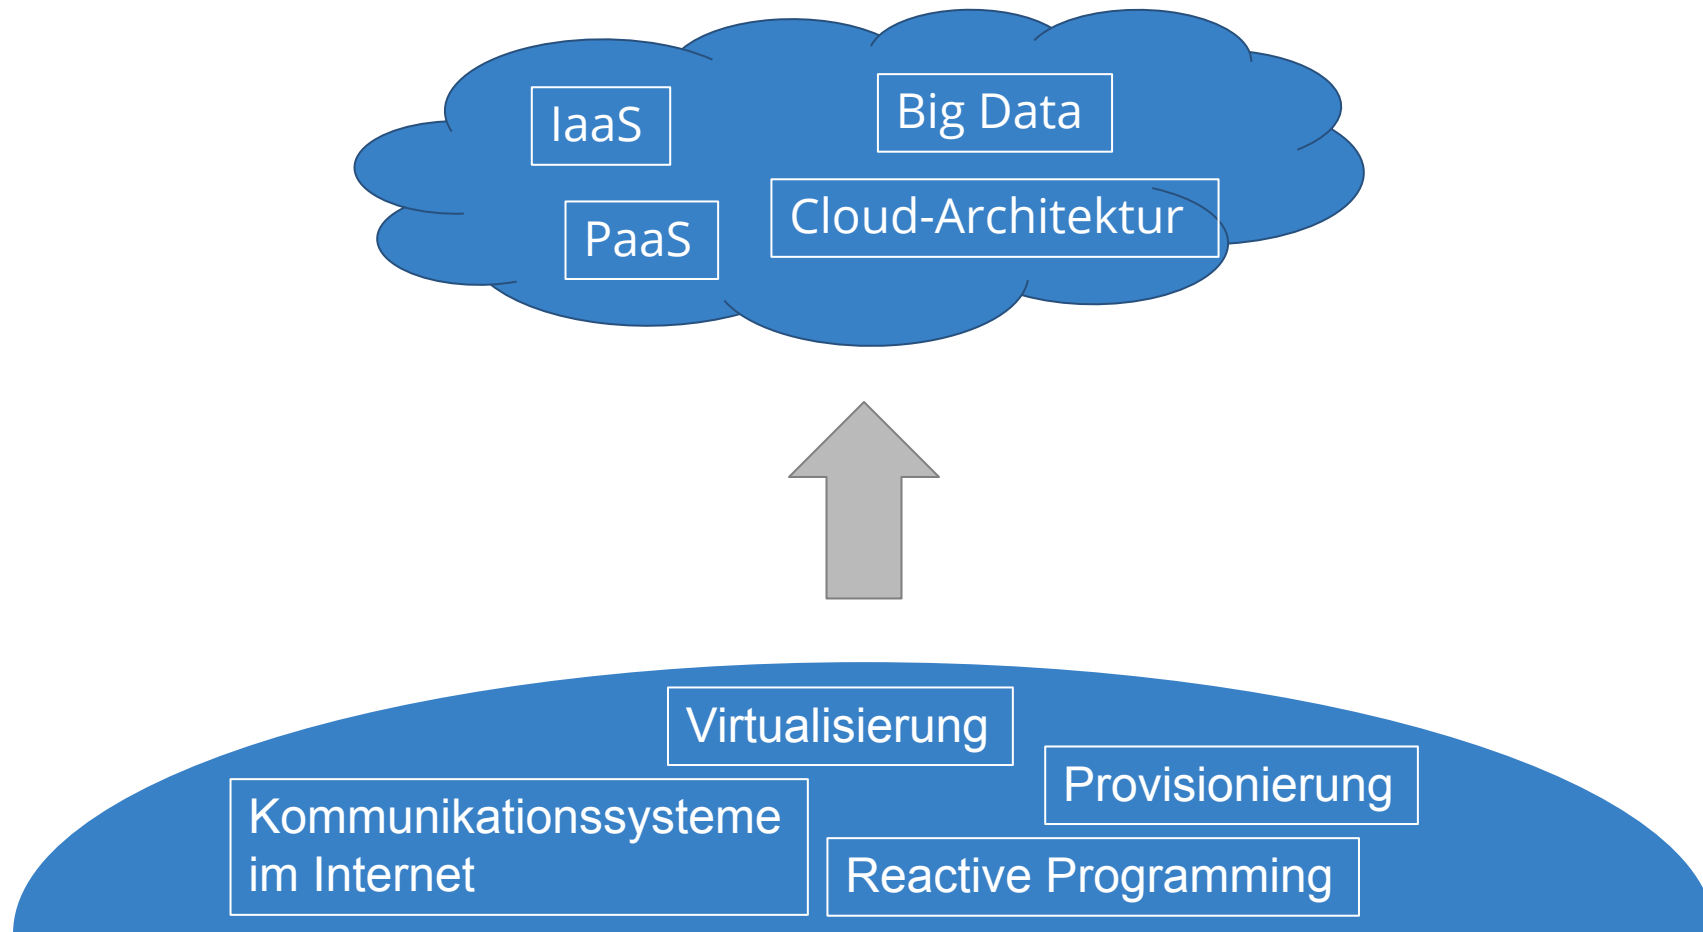 IaaS
Big Data
PaaS
Cloud-Architektur
Virtualisierung
Provisionierung
Kommunikationssysteme
im Internet
Reactive Programming